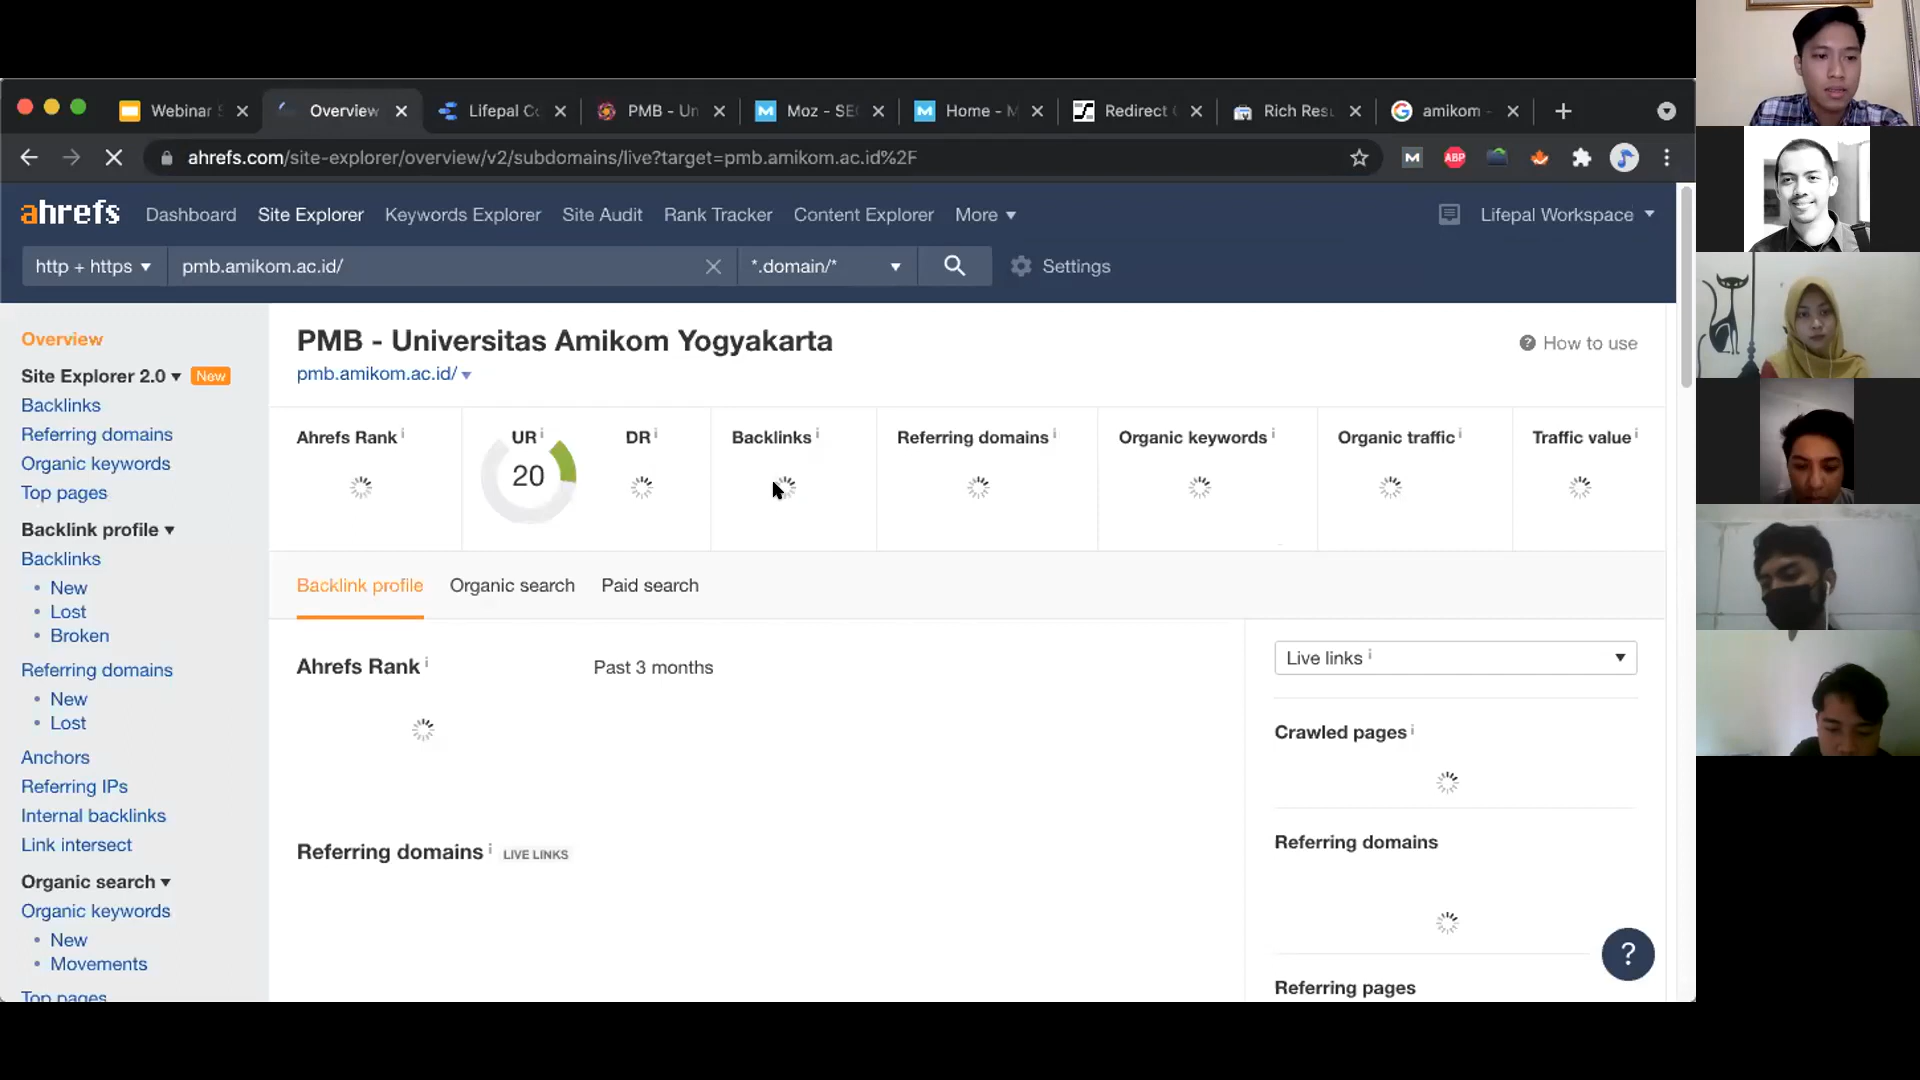 Webinar
Overview
Lifepal Co
PMB - Un
Moz - SE
Home - M
Redirect
Rich Resu
amikom -
ahrefs.com/site-explorer/overview/v2/subdomains/live?target=pmb.amikom.ac.id%2F
M
ABP
ahrefs
Dashboard
Site Explorer
Keywords Explorer
Site Audit
Rank Tracker
Content Explorer
More
Lifepal Workspace
http + https
pmb.amikom.ac.id/
*.domain/*
Settings
Overview
Site Explorer 2.0 New
Backlinks
Referring domains
Organic keywords
Top pages
Backlink profile
Backlinks
• New
• Lost
• Broken
Referring domains
• New
• Lost
Anchors
Referring IPs
Internal backlinks
Link intersect
Organic search
Organic keywords
• New
• Movements
Top pages
PMB - Universitas Amikom Yogyakarta
How to use
pmb.amikom.ac.id/
Ahrefs Rank
UR
20
DR
Backlinks
Referring domains
Organic keywords
Organic traffic
Traffic value
Backlink profile
Organic search
Paid search
Ahrefs Rank
Past 3 months
Referring domains LIVE LINKS
Live links
Crawled pages
Referring domains
Referring pages
?